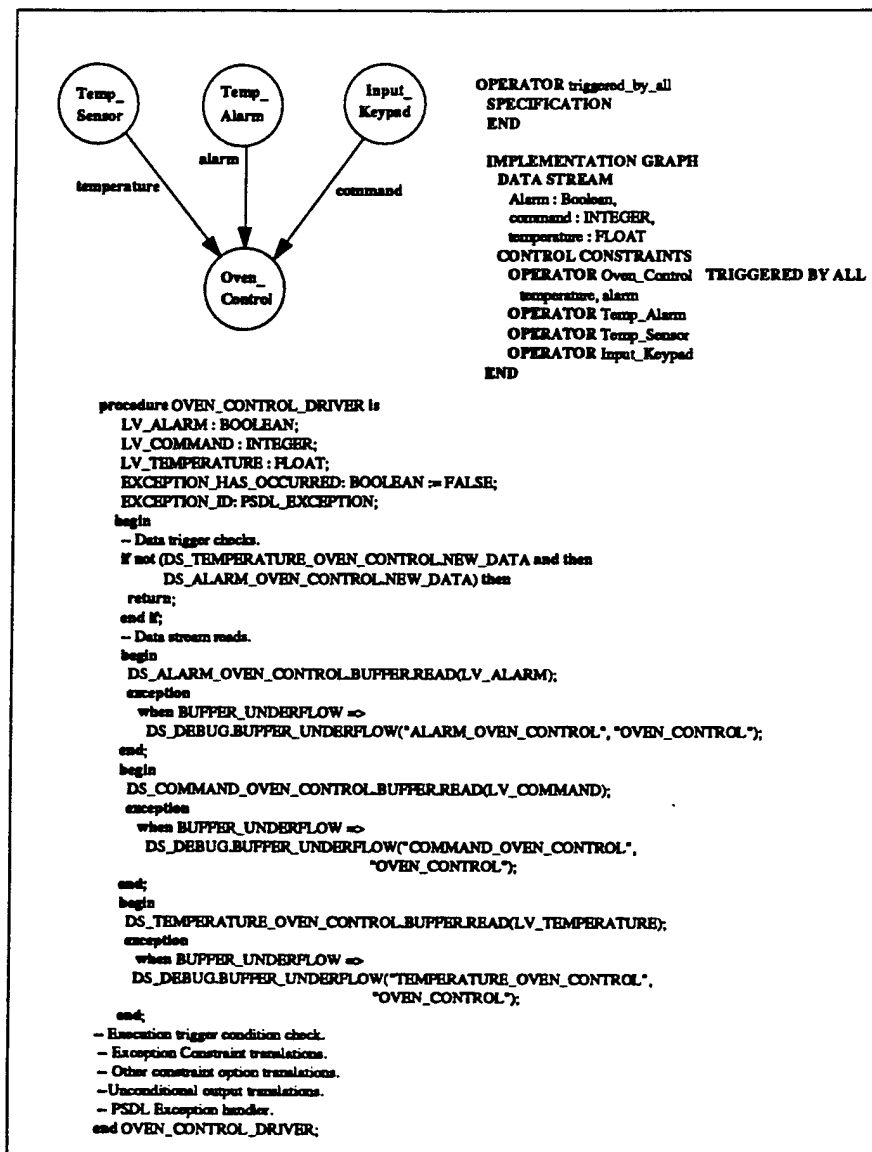 Temp_
Sensor
Temp_
Alarm
Input_
Keypad
temperature
alarm
command
Oven_
Control
OPERATOR triggered_by_all
SPECIFICATION
END
IMPLEMENTATION GRAPH
DATA STREAM
Alarm : Boolean,
command : INTEGER,
temperature : FLOAT
CONTROL CONSTRAINTS
OPERATOR Oven_Control TRIGGERED BY ALL
temperature, alarm
OPERATOR Temp_Alarm
OPERATOR Temp_Sensor
OPERATOR Input_Keypad
END
procedure OVEN_CONTROL_DRIVER is
LV_ALARM : BOOLEAN;
LV_COMMAND : INTEGER;
LV_TEMPERATURE : FLOAT;
EXCEPTION_HAS_OCCURRED: BOOLEAN := FALSE;
EXCEPTION_ID: PSDL_EXCEPTION;
begin
-- Data trigger checks.
if not (DS_TEMPERATURE_OVEN_CONTROL.NEW_DATA and then
DS_ALARM_OVEN_CONTROL.NEW_DATA) then
return;
end if;
-- Data stream reads.
begin
DS_ALARM_OVEN_CONTROL.BUFFER.READ(LV_ALARM);
exception
when BUFFER_UNDERFLOW =>
DS_DEBUG.BUFFER_UNDERFLOW("ALARM_OVEN_CONTROL", "OVEN_CONTROL");
end;
begin
DS_COMMAND_OVEN_CONTROL.BUFFER.READ(LV_COMMAND);
exception
when BUFFER_UNDERFLOW =>
DS_DEBUG.BUFFER_UNDERFLOW("COMMAND_OVEN_CONTROL",
"OVEN_CONTROL");
end;
begin
DS_TEMPERATURE_OVEN_CONTROL.BUFFER.READ(LV_TEMPERATURE);
exception
when BUFFER_UNDERFLOW =>
DS_DEBUG.BUFFER_UNDERFLOW("TEMPERATURE_OVEN_CONTROL",
"OVEN_CONTROL");
end;
-- Execution trigger condition check.
-- Exception Constraint translations.
-- Other constraint option translations.
--Unconditional output translations.
-- PSDL Exception handler.
end OVEN_CONTROL_DRIVER;